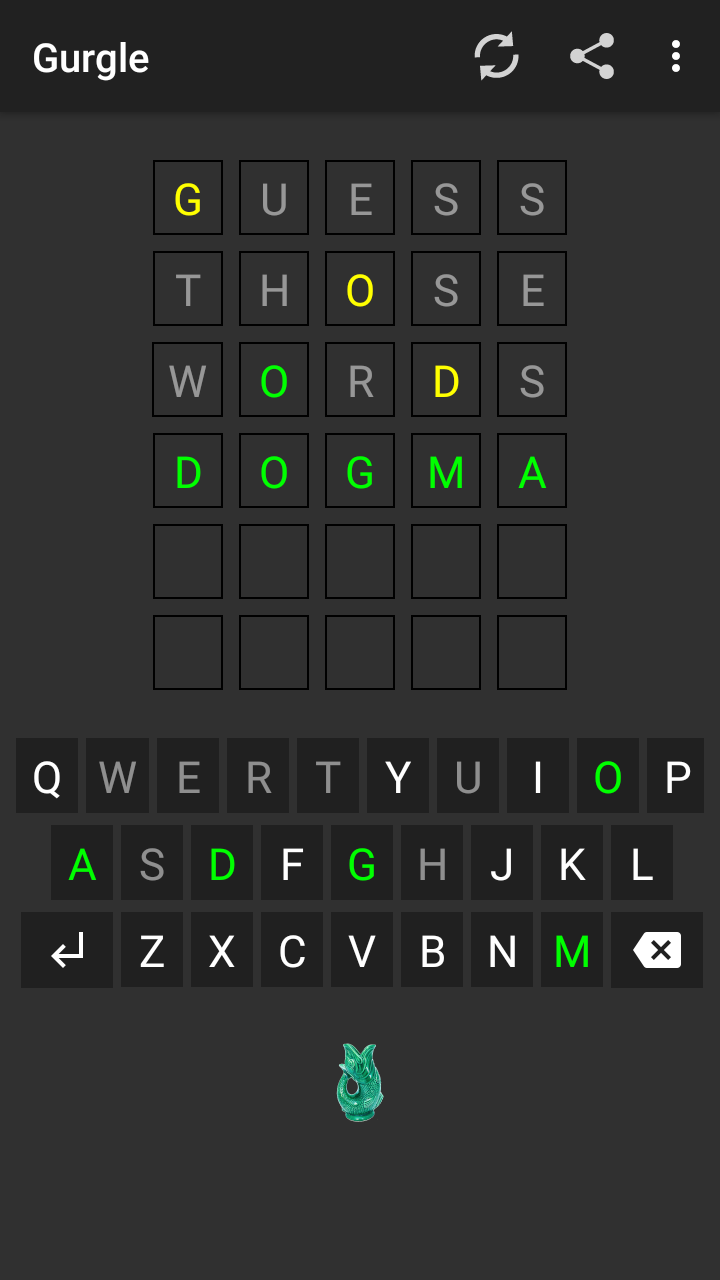 Gurgle
G U E S S
T H O S E
W O R D S
D O G M A
Q W E R T Y U I O P
A S D F G H J K L
Z X C V B N M